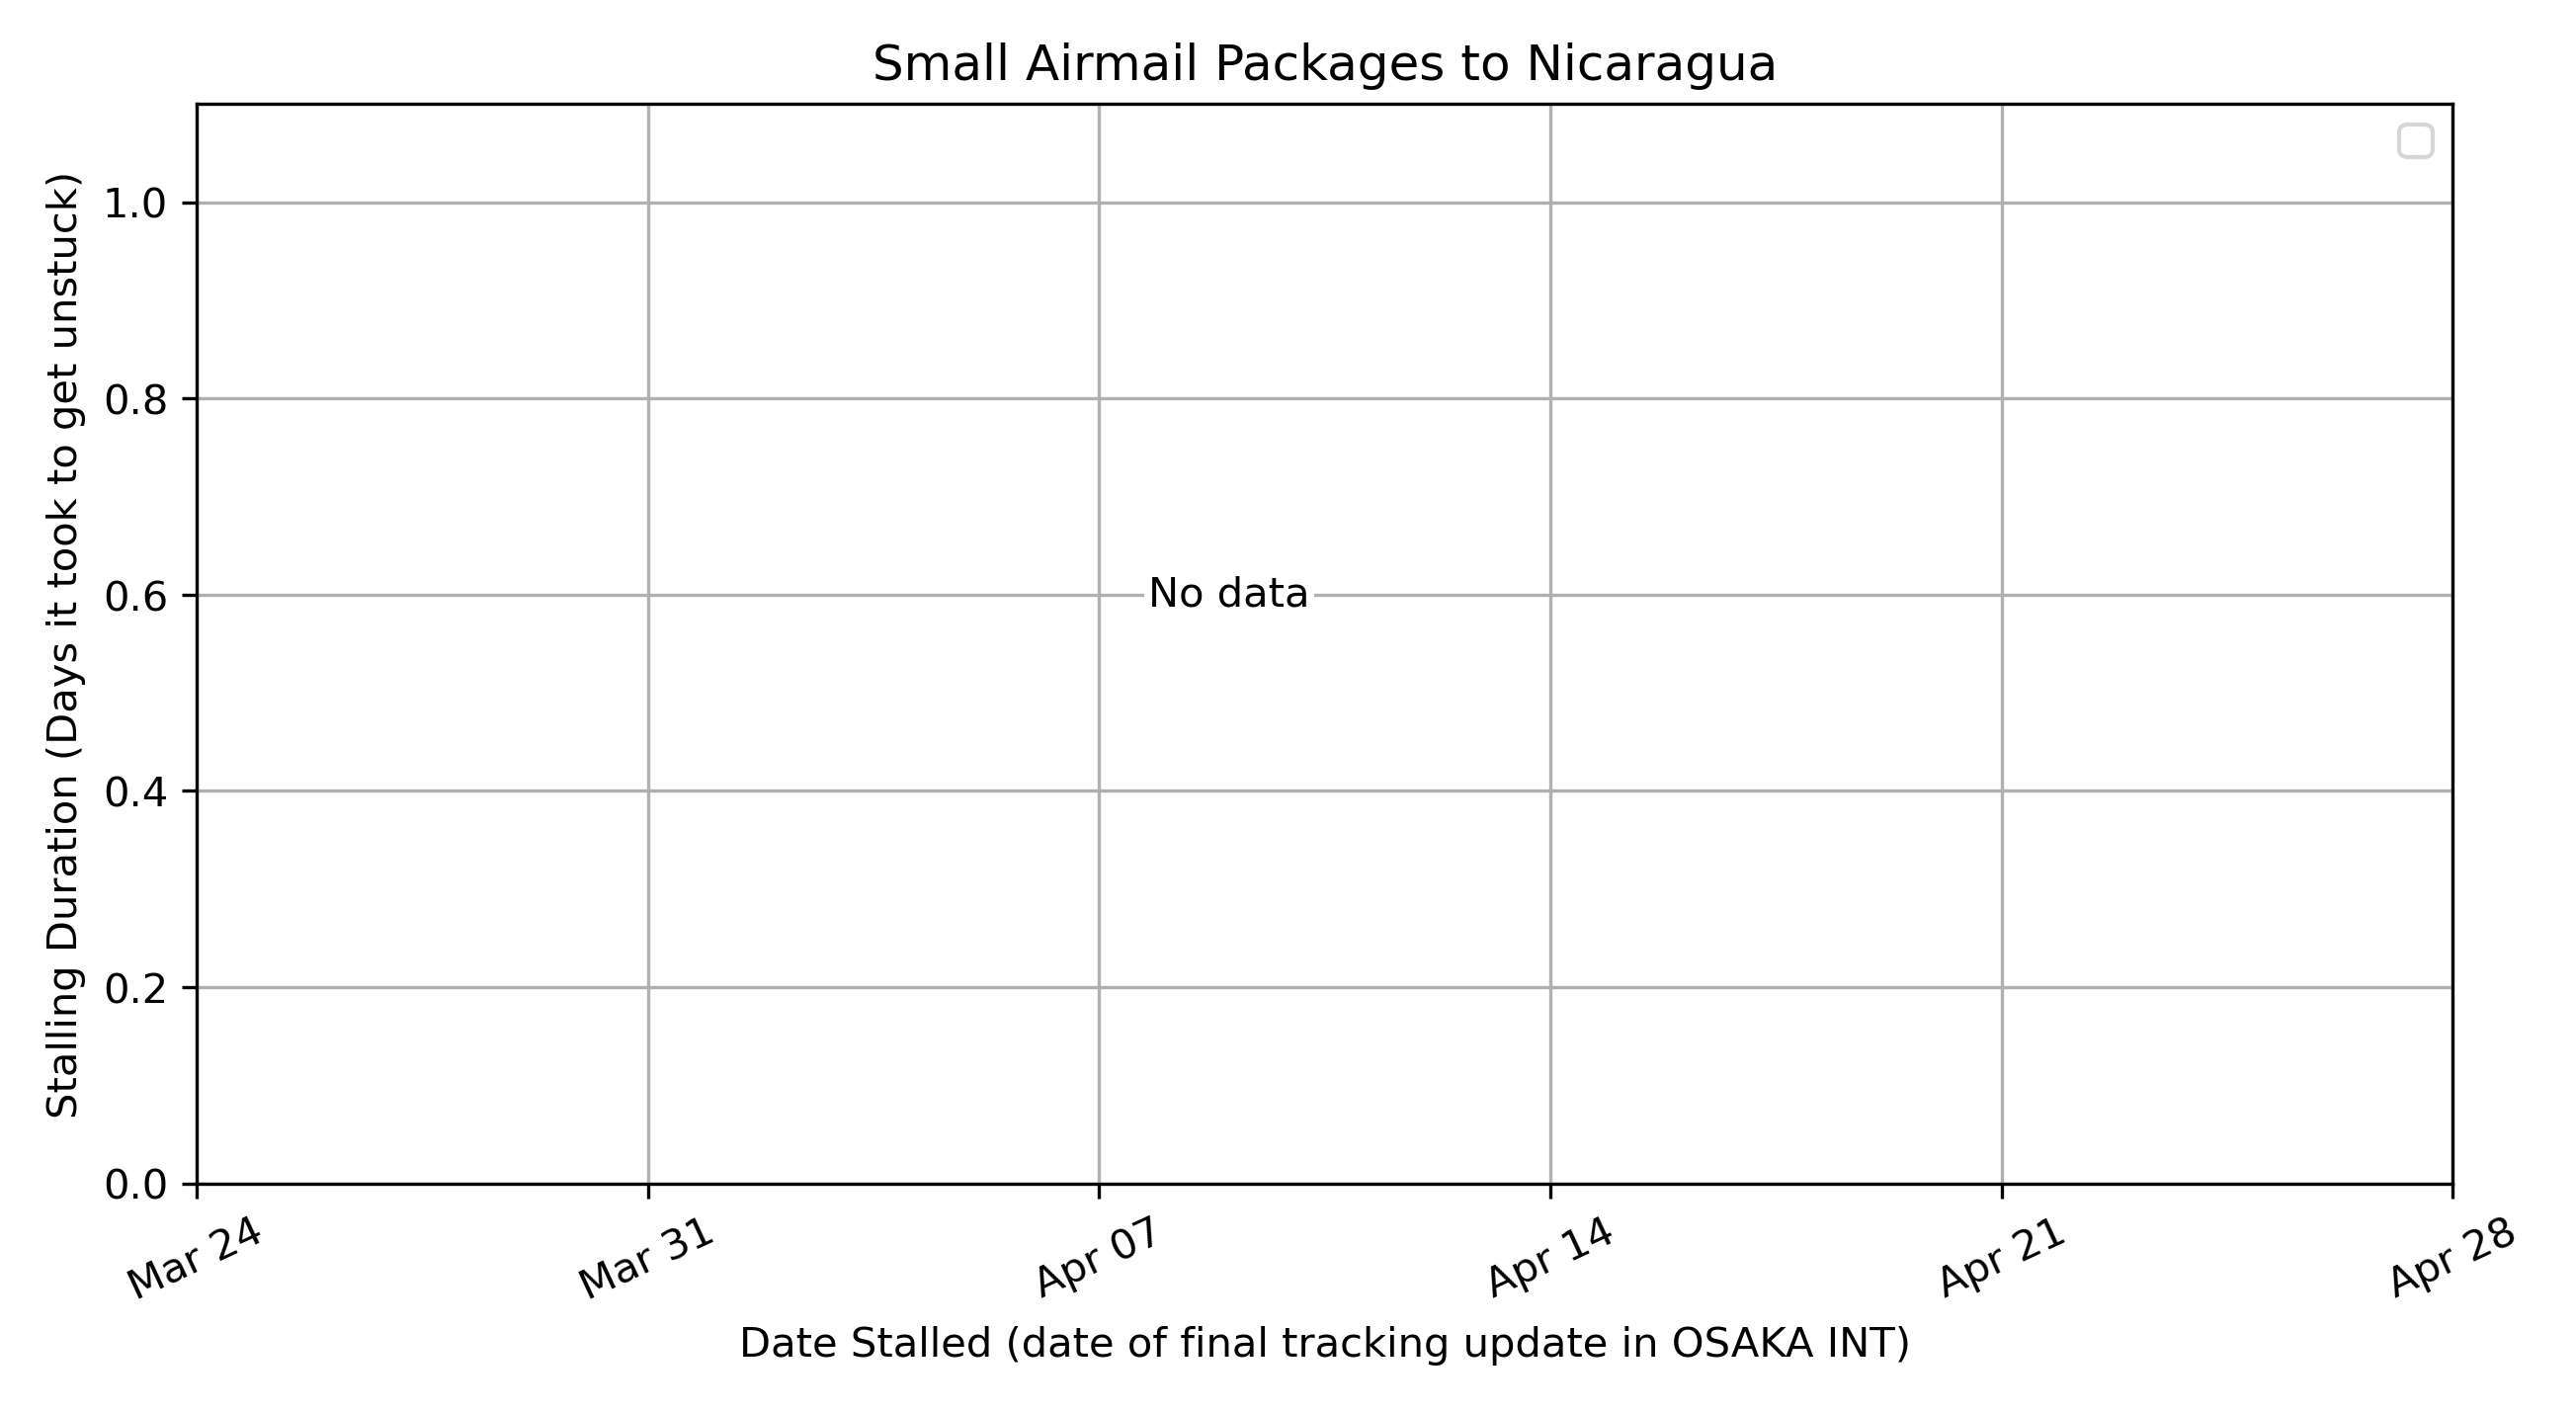 Small Airmail Packages to Nicaragua
Stalling Duration (Days it took to get unstuck)
1.0
0.8
0.6
0.4
0.2
0.0
No data
Mar 24
Mar 31
Apr 07
Apr 14
Apr 21
Apr 28
Date Stalled (date of final tracking update in OSAKA INT)